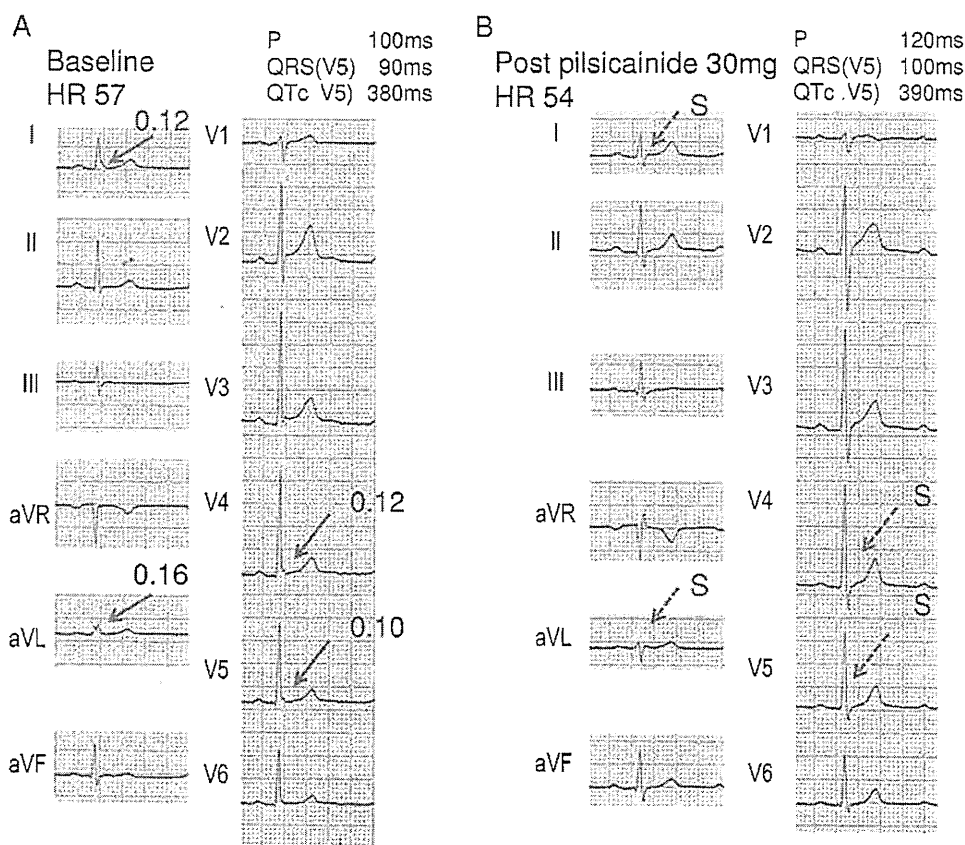 A
Baseline
HR 57
P 100ms
QRS(V5) 90ms
QTc V5) 380ms
I
0.12
V1
II
V2
III
V3
aVR
V4
0.12
0.16
aVL
0.10
V5
aVF
V6
B
Post pilsicainide 30mg
HR 54
P 120ms
QRS(V5) 100ms
QTc .V5) 390ms
I
S
V1
II
V2
III
V3
aVR
V4
S
S
aVL
S
V5
aVF
V6